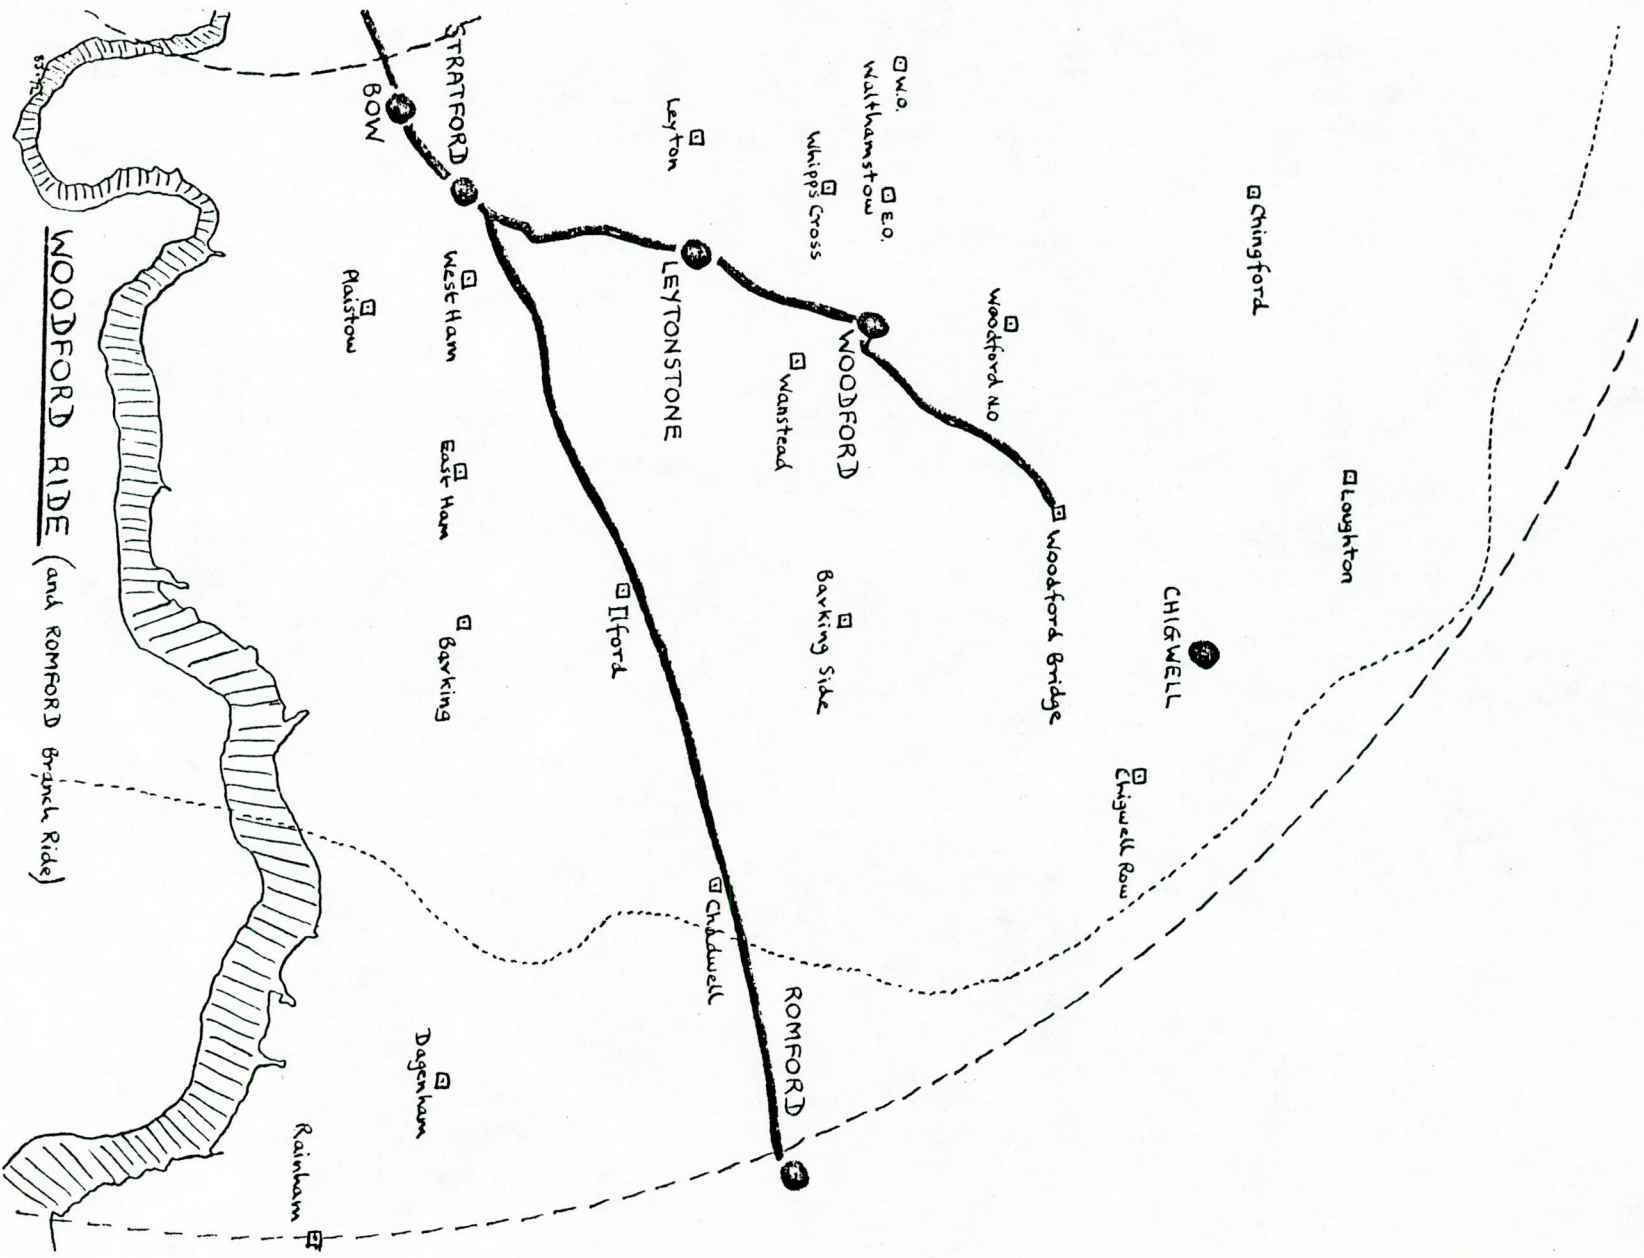 WOODFORD RIDE (and ROMFORD Branch Ride)
Loughton
Chingford
CHIGWELL
Chigwell Row
Woodford Bridge
Woodford N.O
W.O.
Walthamstow
E.O.
Whipps Cross
WOODFORD
Wanstead
Barking Side
ROMFORD
Leyton
LEYTONSTONE
Chadwell
Ilford
STRATFORD
West Ham
East Ham
Barking
Dagenham
BOW
Plaistow
Rainham